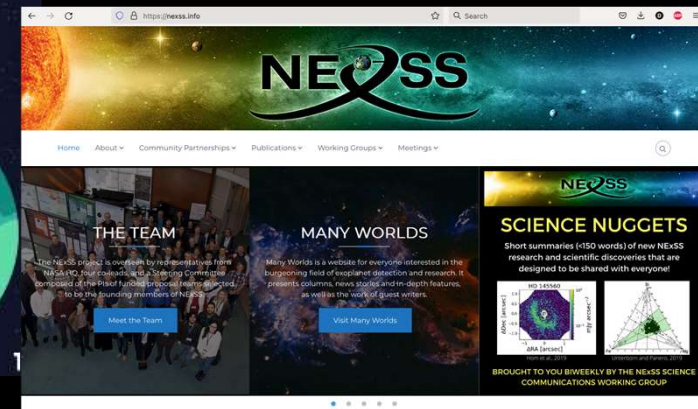 https://nexss.info
Search
NExSS
Home About Community Partnerships Publications Working Groups Meetings
THE TEAM
The NExSS project is overseen by representatives from
NASA HQ, four co-leads, and a Steering Committee
composed of the PIs of funded proposal teams selected
to be the founding members of NExSS.
Meet the Team
MANY WORLDS
Many Worlds is a website for everyone interested in the
burgeoning field of exoplanet detection and research. It
presents columns, news stories and in-depth features,
as well as the work of guest writers.
Visit Many Worlds
NExSS
SCIENCE NUGGETS
Short summaries (<150 words) of new NExSS
research and scientific discoveries that are
designed to be shared with everyone!
HD 145560
ΔRA [arcsec]
Hom et al., 2019
Unterborn and Panero, 2019
BROUGHT TO YOU BIWEEKLY BY THE NExSS SCIENCE
COMMUNICATIONS WORKING GROUP